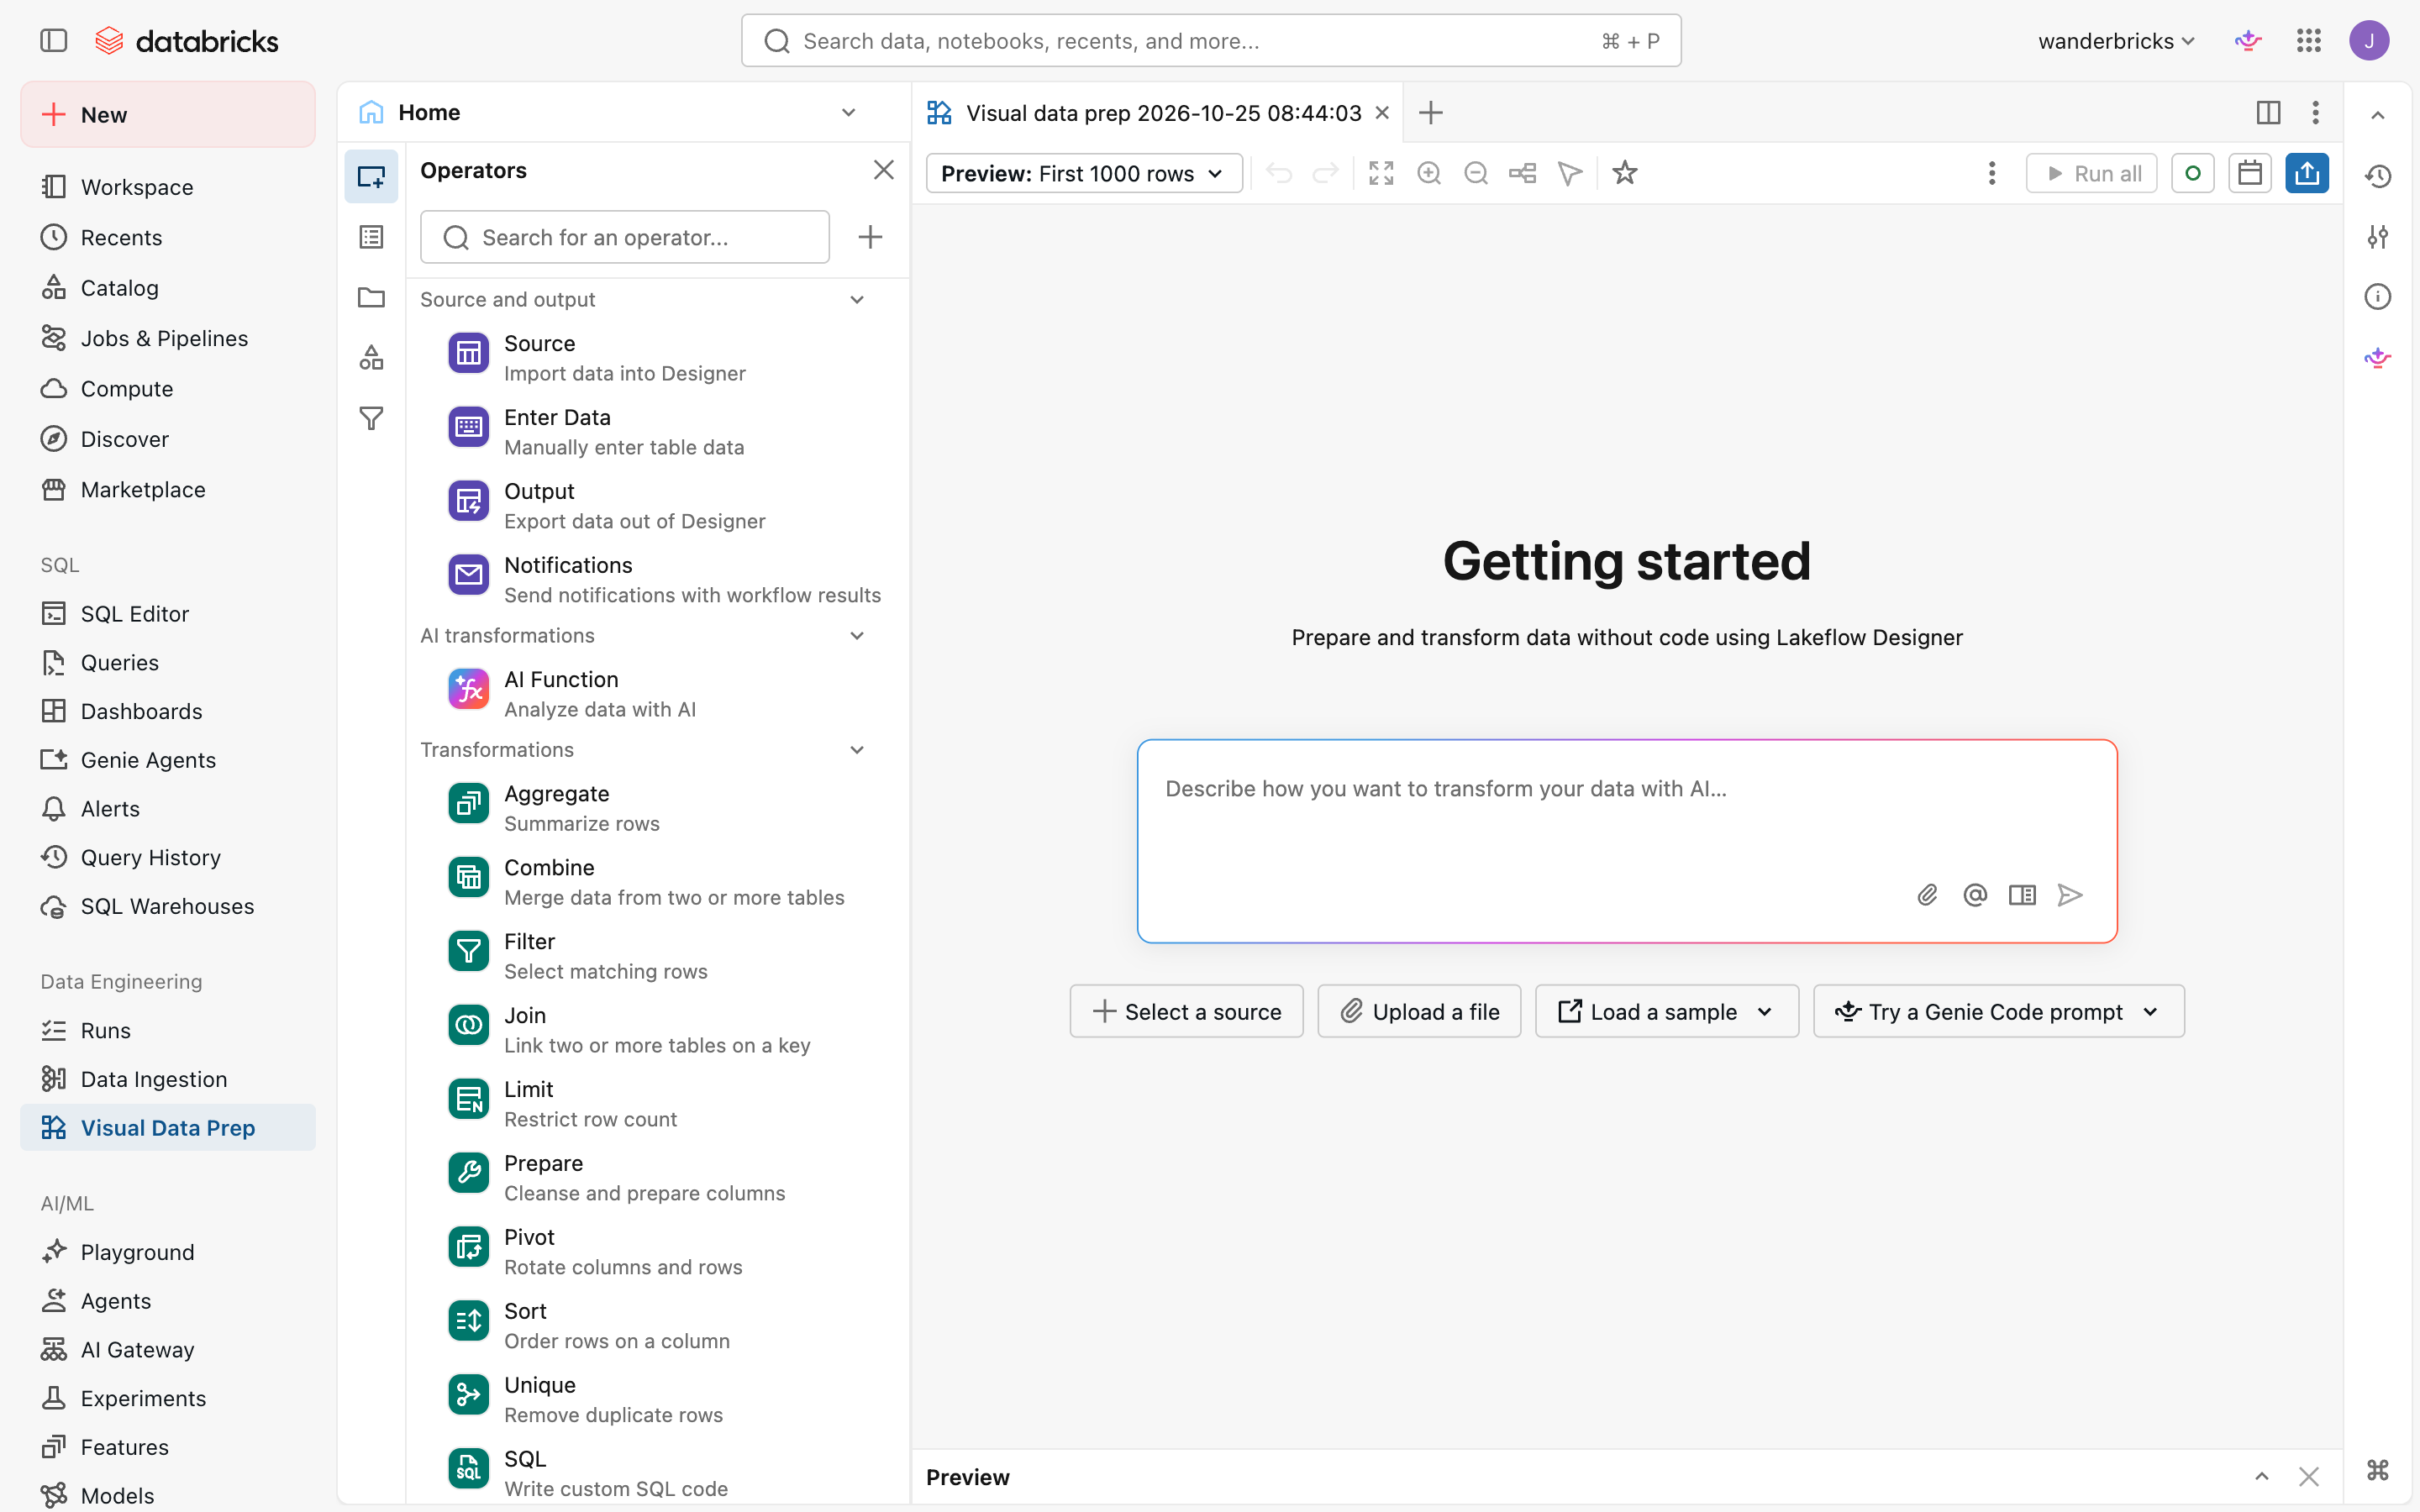 databricks
Search data, notebooks, recents, and more...
⌘ + P
wanderbricks
J
New
Workspace
Recents
Catalog
Jobs & Pipelines
Compute
Discover
Marketplace
SQL
SQL Editor
Queries
Dashboards
Genie Agents
Alerts
Query History
SQL Warehouses
Data Engineering
Runs
Data Ingestion
Visual Data Prep
AI/ML
Playground
Agents
AI Gateway
Experiments
Features
Models
Home
Operators
Search for an operator...
Source and output
Source
Import data into Designer
Enter Data
Manually enter table data
Output
Export data out of Designer
Notifications
Send notifications with workflow results
AI transformations
AI Function
Analyze data with AI
Transformations
Aggregate
Summarize rows
Combine
Merge data from two or more tables
Filter
Select matching rows
Join
Link two or more tables on a key
Limit
Restrict row count
Prepare
Cleanse and prepare columns
Pivot
Rotate columns and rows
Sort
Order rows on a column
Unique
Remove duplicate rows
SQL
SQL
Write custom SQL code
Visual data prep 2026-10-25 08:44:03
Preview: First 1000 rows
Run all
Getting started
Prepare and transform data without code using Lakeflow Designer
Describe how you want to transform your data with AI...
Select a source
Upload a file
Load a sample
Try a Genie Code prompt
Preview